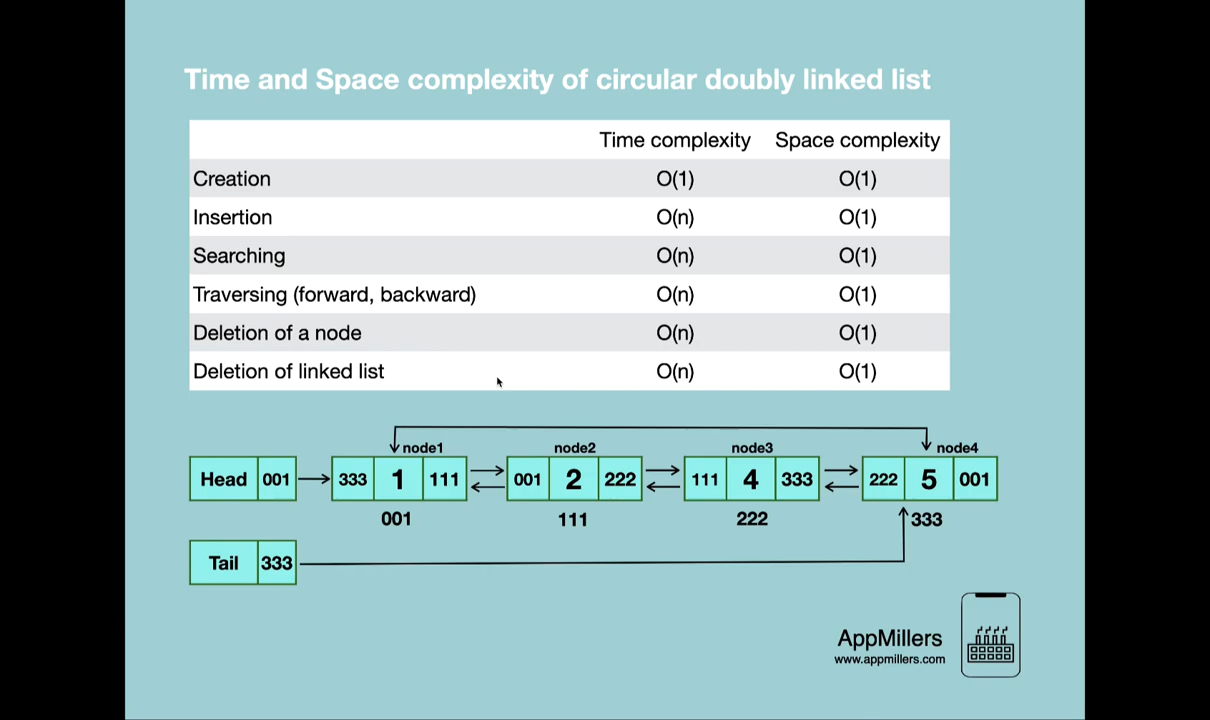 Time and Space complexity of circular doubly linked list
Time complexity Space complexity
Creation O(1) O(1)
Insertion O(n) O(1)
Searching O(n) O(1)
Traversing (forward, backward) O(n) O(1)
Deletion of a node O(n) O(1)
Deletion of linked list O(n) O(1)
node1 node2 node3 node4
Head 001 333 1 111 001 2 222 111 4 333 222 5 001
001 111 222 333
Tail 333
AppMillers
www.appmillers.com